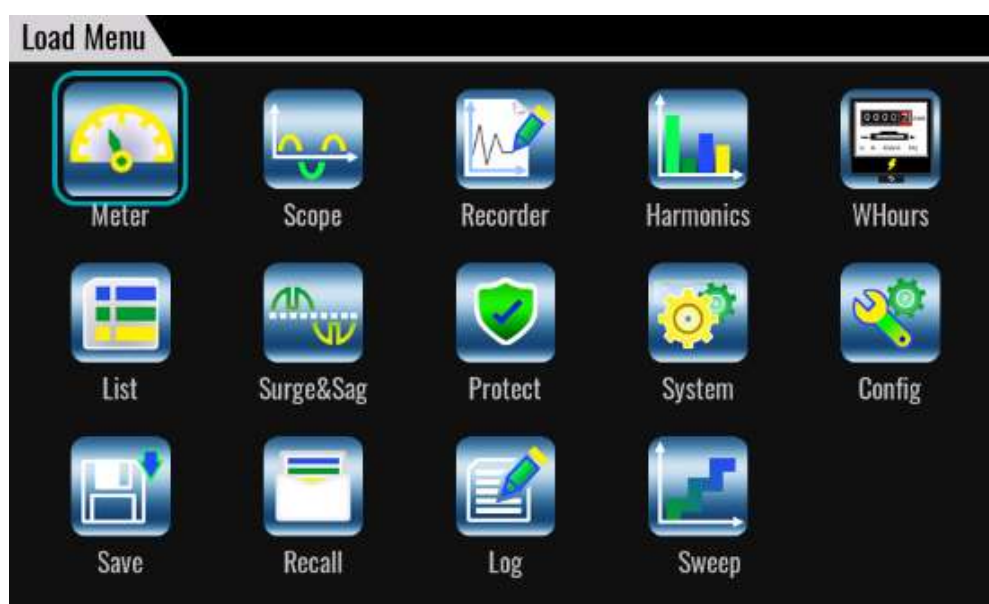 Load Menu
Meter Scope Recorder Harmonics WHours
List Surge&Sag Protect System Config
Save Recall Log Sweep